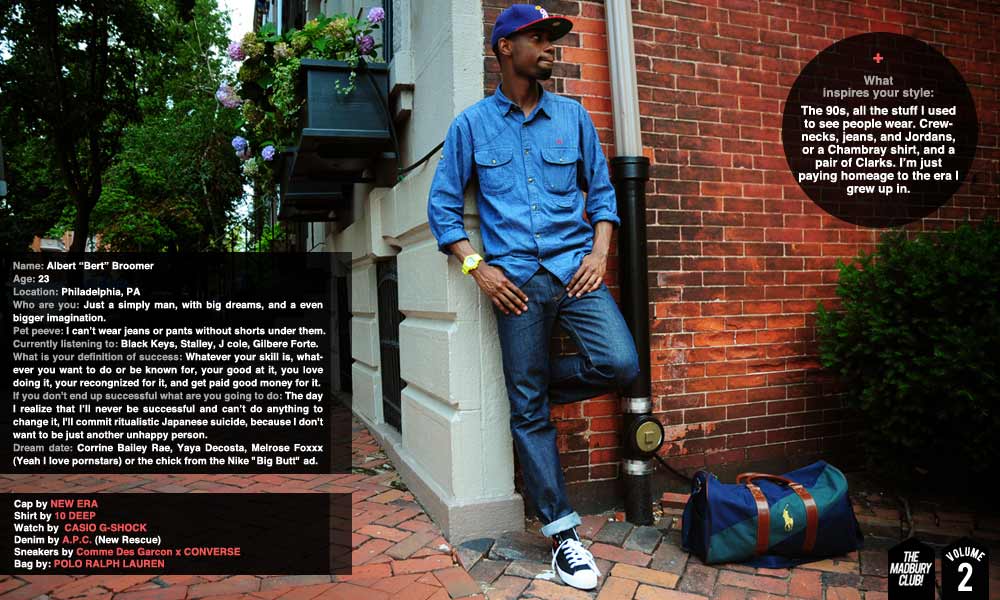 +
What
inspires your style:
The 90s, all the stuff I used
to see people wear. Crew-
necks, jeans, and Jordans,
or a Chambray shirt, and a
pair of Clarks. I'm just
paying homeage to the era I
grew up in.
Name: Albert “Bert” Broomer
Age: 23
Location: Philadelphia, PA
Who are you: Just a simply man, with big dreams, and a even
bigger imagination.
Pet peeve: I can't wear jeans or pants without shorts under them.
Currently listening to: Black Keys, Stalley, J cole, Gilbere Forte.
What is your definition of success: Whatever your skill is, what-
ever you want to do or be known for, your good at it, you love
doing it, your recongnized for it, and get paid good money for it.
If you don't end up successful what are you going to do: The day
I realize that I'll never be successful and can't do anything to
change it, I'll commit ritualistic Japanese suicide, because I don't
want to be just another unhappy person.
Dream date: Corrine Bailey Rae, Yaya Decosta, Melrose Foxxx
(Yeah I love pornstars) or the chick from the Nike "Big Butt" ad.
Cap by NEW ERA
Shirt by 10 DEEP
Watch by CASIO G-SHOCK
Denim by A.P.C. (New Rescue)
Sneakers by Comme Des Garcon x CONVERSE
Bag by: POLO RALPH LAUREN
THE
MADBURY
CLUB!
VOLUME
2